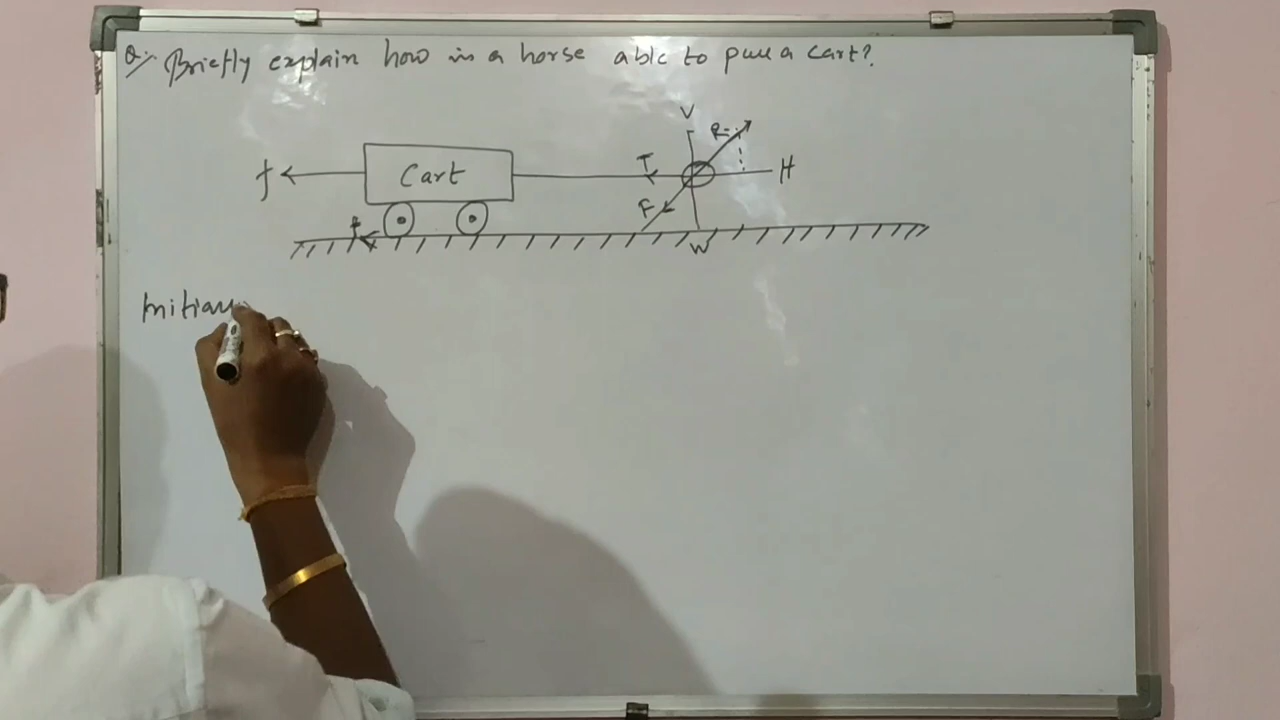 Q:- Briefly explain how is a horse able to pull a cart?
V
R
f
Cart
T
H
F
f
W
Initially